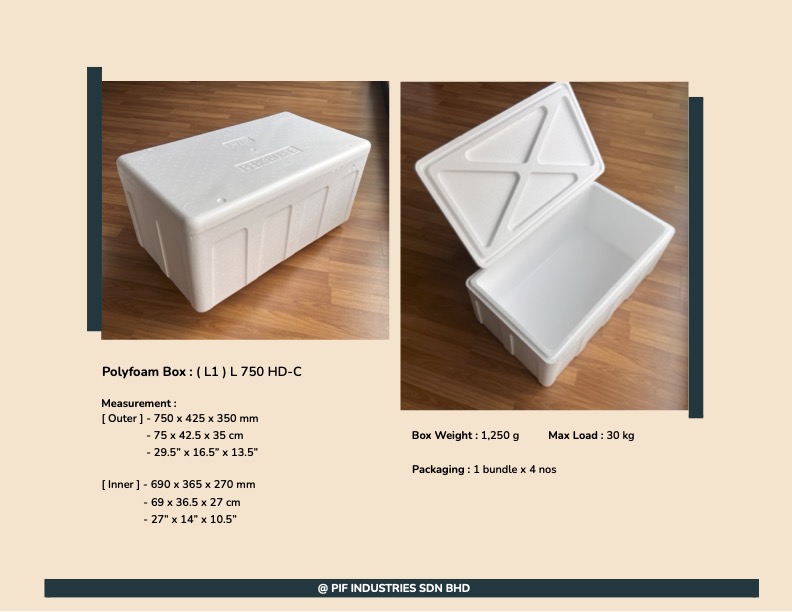 Polyfoam Box : ( L1 ) L 750 HD-C
Measurement :
[ Outer ] - 750 x 425 x 350 mm
- 75 x 42.5 x 35 cm
- 29.5” x 16.5” x 13.5”
[ Inner ] - 690 x 365 x 270 mm
- 69 x 36.5 x 27 cm
- 27” x 14” x 10.5”
Box Weight : 1,250 g Max Load : 30 kg
Packaging : 1 bundle x 4 nos
@ PIF INDUSTRIES SDN BHD